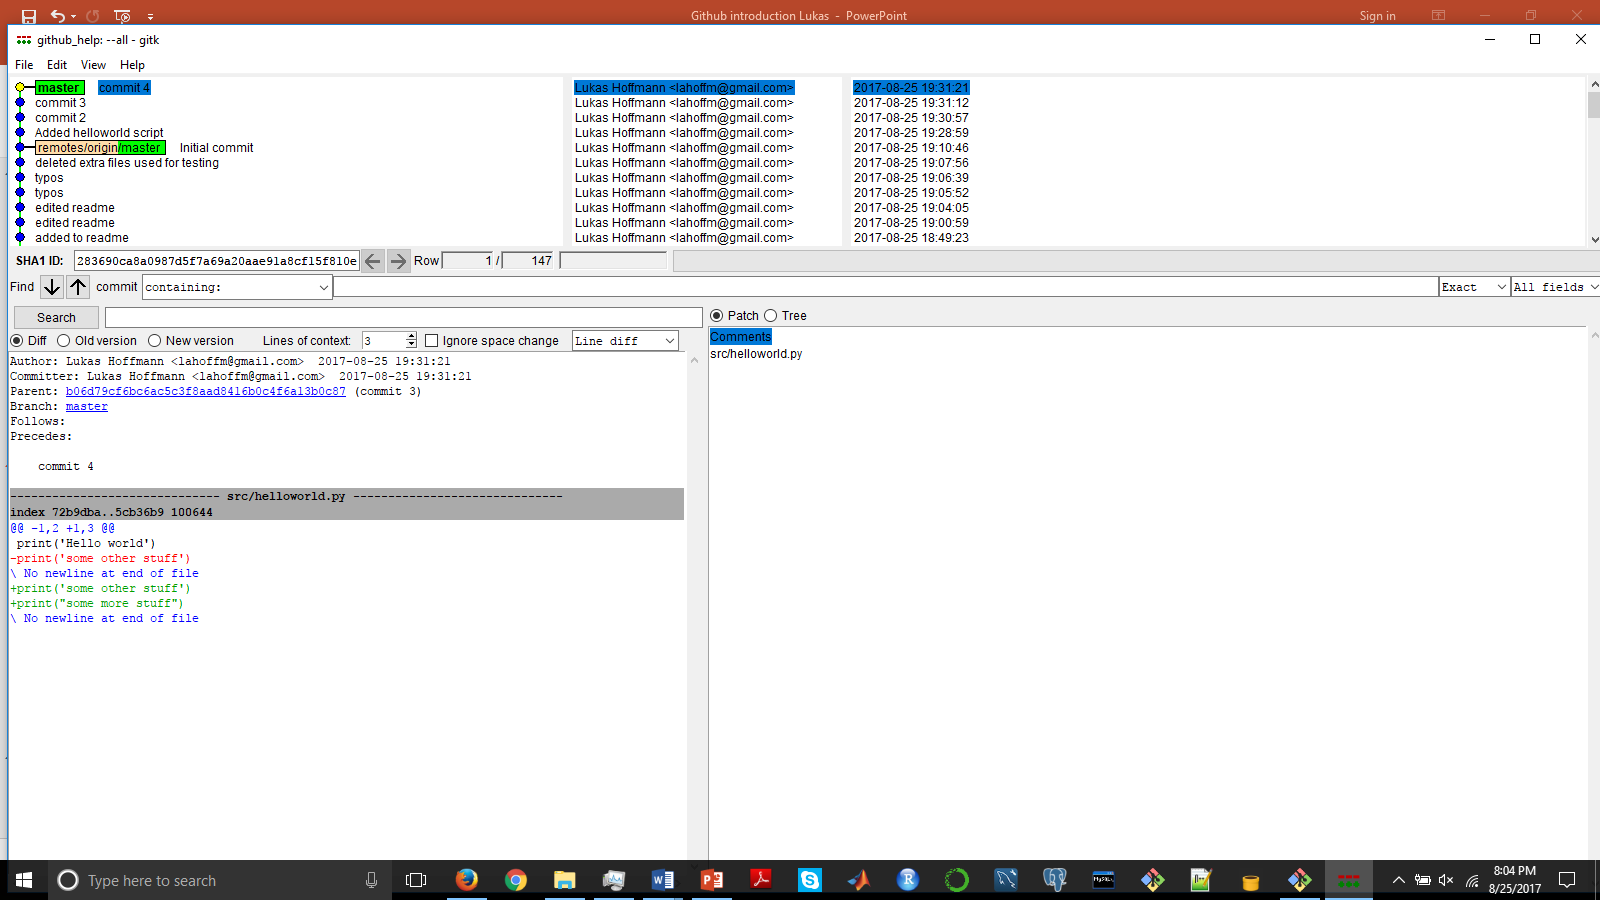 Github introduction Lukas - PowerPoint
Sign in
github_help: --all - gitk
File Edit View Help
master commit 4 Lukas Hoffmann <lahoffm@gmail.com> 2017-08-25 19:31:21
commit 3 Lukas Hoffmann <lahoffm@gmail.com> 2017-08-25 19:31:12
commit 2 Lukas Hoffmann <lahoffm@gmail.com> 2017-08-25 19:30:57
Added helloworld script Lukas Hoffmann <lahoffm@gmail.com> 2017-08-25 19:28:59
remotes/origin/master Initial commit Lukas Hoffmann <lahoffm@gmail.com> 2017-08-25 19:10:46
deleted extra files used for testing Lukas Hoffmann <lahoffm@gmail.com> 2017-08-25 19:07:56
typos Lukas Hoffmann <lahoffm@gmail.com> 2017-08-25 19:06:39
typos Lukas Hoffmann <lahoffm@gmail.com> 2017-08-25 19:05:52
edited readme Lukas Hoffmann <lahoffm@gmail.com> 2017-08-25 19:04:05
edited readme Lukas Hoffmann <lahoffm@gmail.com> 2017-08-25 19:00:59
added to readme Lukas Hoffmann <lahoffm@gmail.com> 2017-08-25 18:49:23
SHA1 ID: 283690ca8a0987d5f7a69a20aae91a8cf15f810e Row 1 / 147
Find commit containing: Exact All fields
Search
Patch Tree
Diff Old version New version Lines of context: 3 Ignore space change Line diff
Comments
src/helloworld.py
Author: Lukas Hoffmann <lahoffm@gmail.com> 2017-08-25 19:31:21
Committer: Lukas Hoffmann <lahoffm@gmail.com> 2017-08-25 19:31:21
Parent: b06d79cf6bc6ac5c3f8aad8416b0c4f6a13b0c87 (commit 3)
Branch: master
Follows:
Precedes:
commit 4
------------------------------ src/helloworld.py ------------------------------
index 72b9dba..5cb36b9 100644
@@ -1,2 +1,3 @@
print('Hello world')
-print('some other stuff')
\ No newline at end of file
+print('some other stuff')
+print("some more stuff")
\ No newline at end of file
Type here to search
8:04 PM
8/25/2017